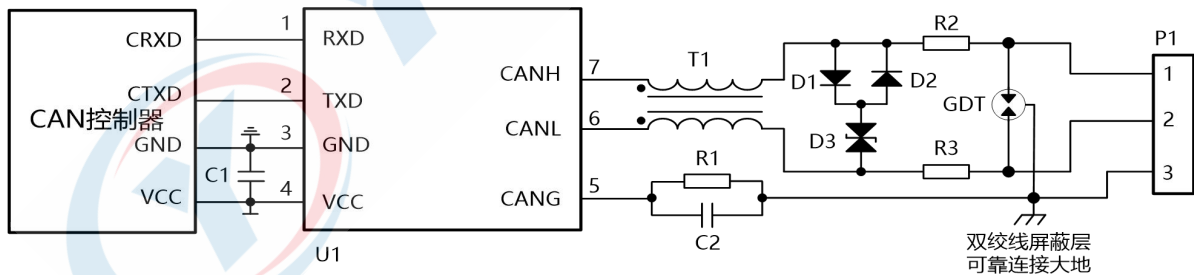 CAN控制器
CRXD
CTXD
GND
VCC
C1
1
2
3
4
RXD
TXD
GND
VCC
CANH
CANL
CANG
U1
7
6
5
T1
R1
C2
D1
D2
D3
R2
R3
GDT
P1
1
2
3
双绞线屏蔽层
可靠连接大地